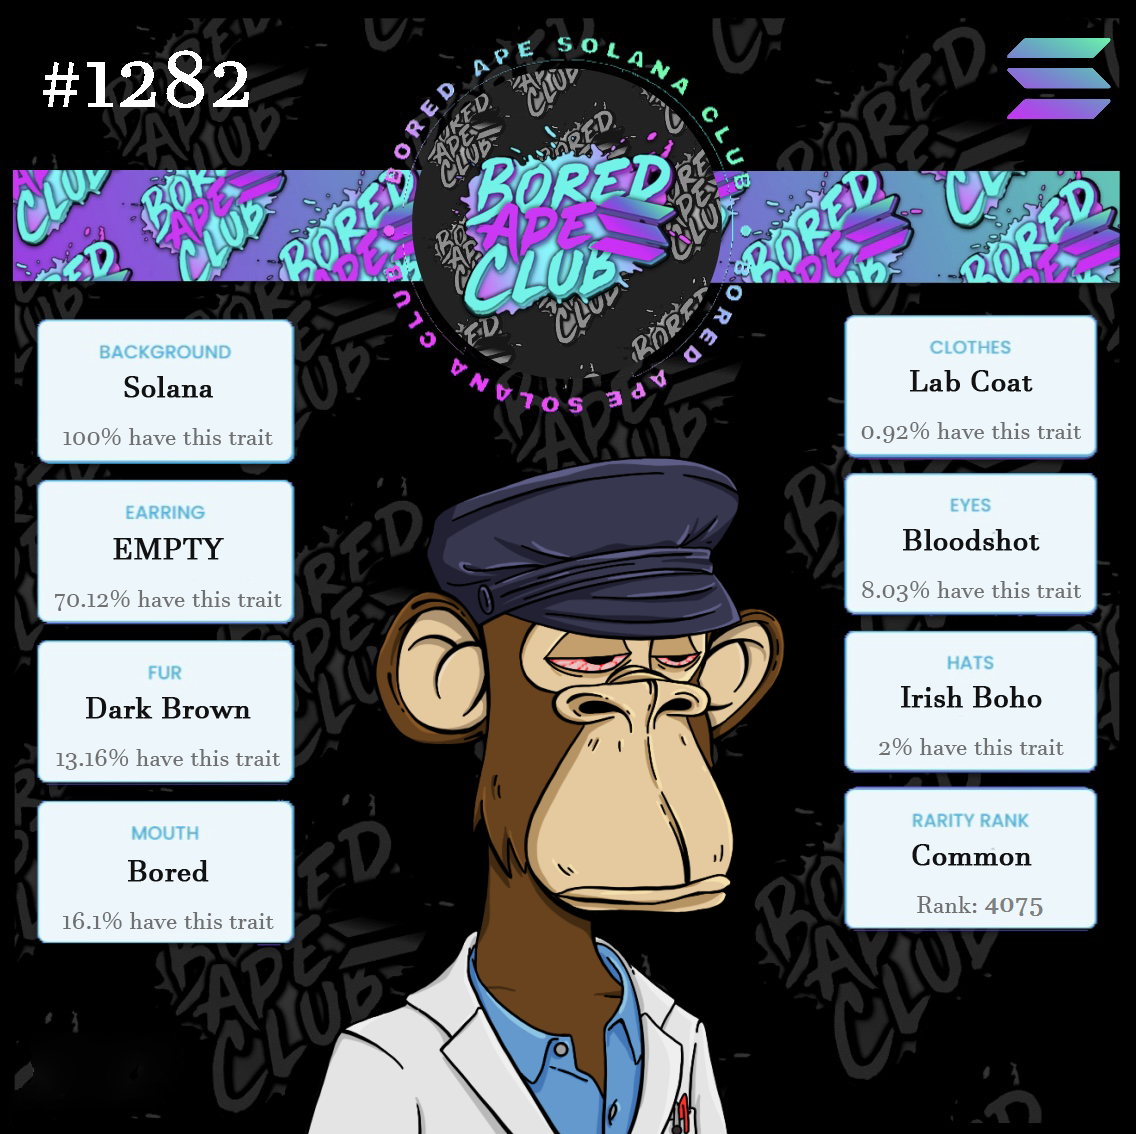 #1282
BORED APE SOLANA CLUB
BORED
APE
CLUB
BORED APE SOLANA CLUB
BACKGROUND
Solana
100% have this trait
EARRING
EMPTY
70.12% have this trait
FUR
Dark Brown
13.16% have this trait
MOUTH
Bored
16.1% have this trait
CLOTHES
Lab Coat
0.92% have this trait
EYES
Bloodshot
8.03% have this trait
HATS
Irish Boho
2% have this trait
RARITY RANK
Common
Rank: 4075